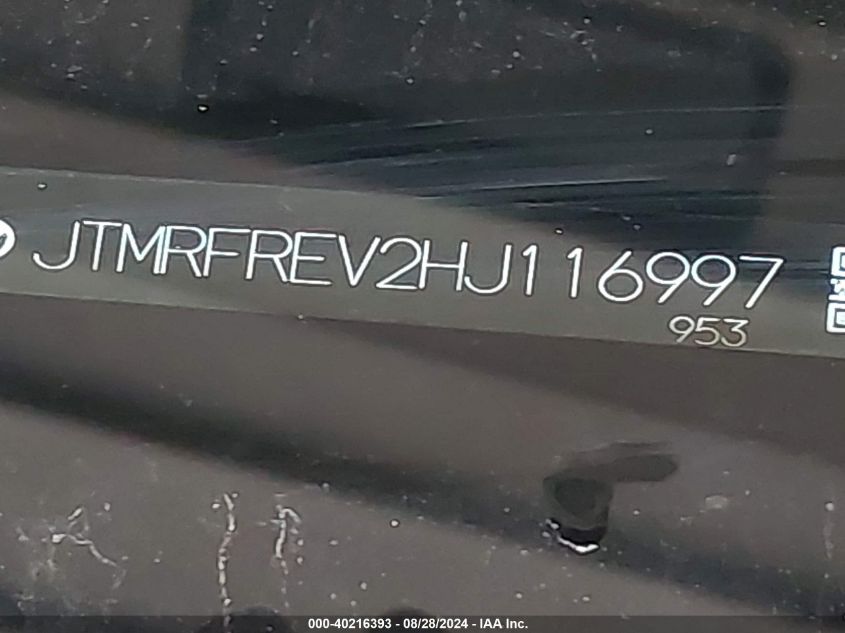 JTMRFREV2HJ116997
953
000-40216393 - 08/28/2024 - IAA Inc.